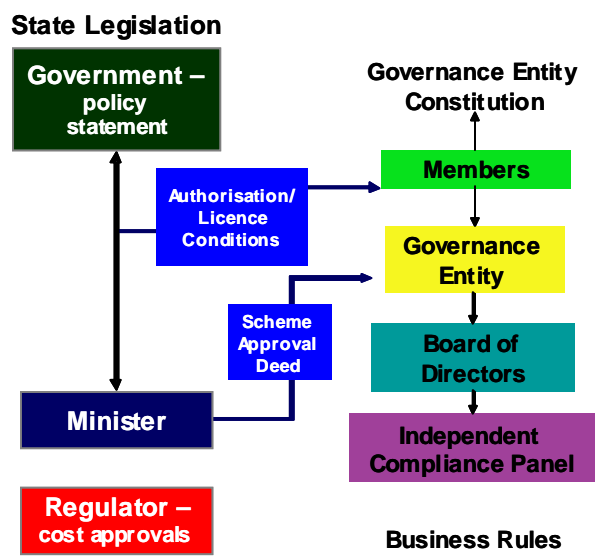 State Legislation
Government –
policy
statement
Governance Entity
Constitution
Members
Authorisation/
Licence
Conditions
Governance
Entity
Scheme
Approval
Deed
Board of
Directors
Minister
Independent
Compliance Panel
Regulator –
cost approvals
Business Rules